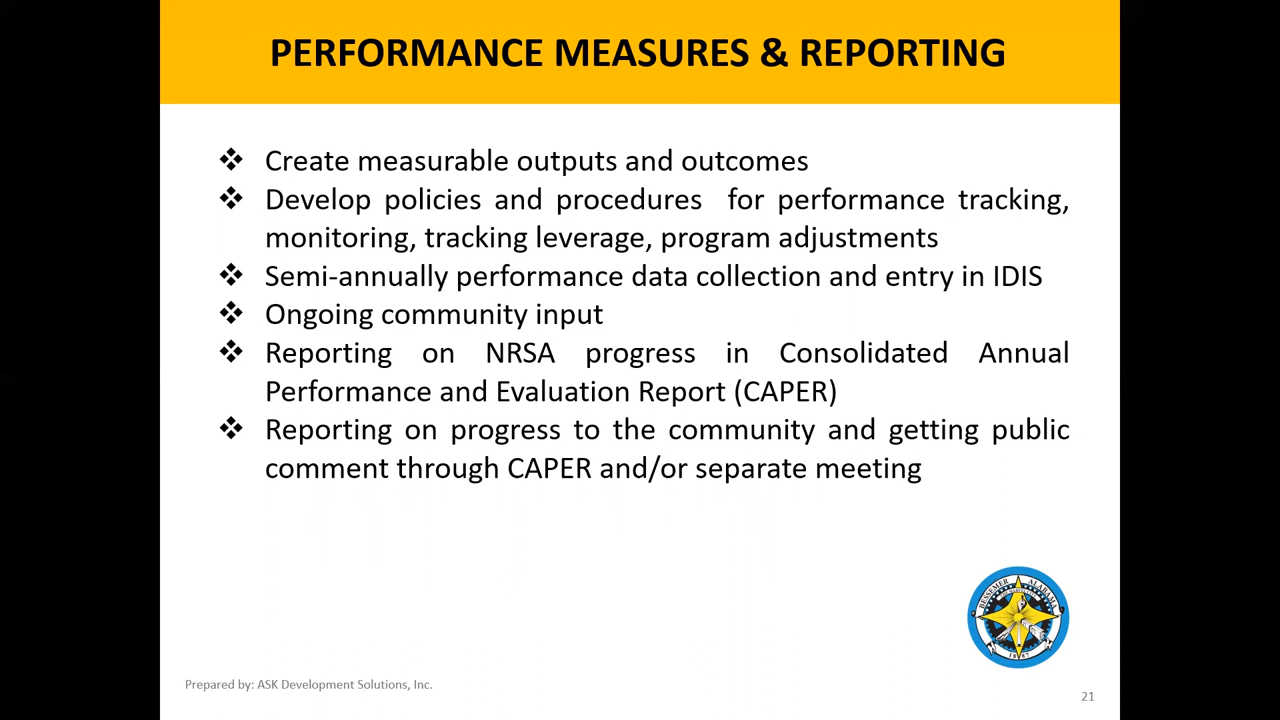 PERFORMANCE MEASURES & REPORTING
Create measurable outputs and outcomes
Develop policies and procedures for performance tracking,
monitoring, tracking leverage, program adjustments
Semi-annually performance data collection and entry in IDIS
Ongoing community input
Reporting on NRSA progress in Consolidated Annual
Performance and Evaluation Report (CAPER)
Reporting on progress to the community and getting public
comment through CAPER and/or separate meeting
BESSEMER ALABAMA
1887
Prepared by: ASK Development Solutions, Inc.
21